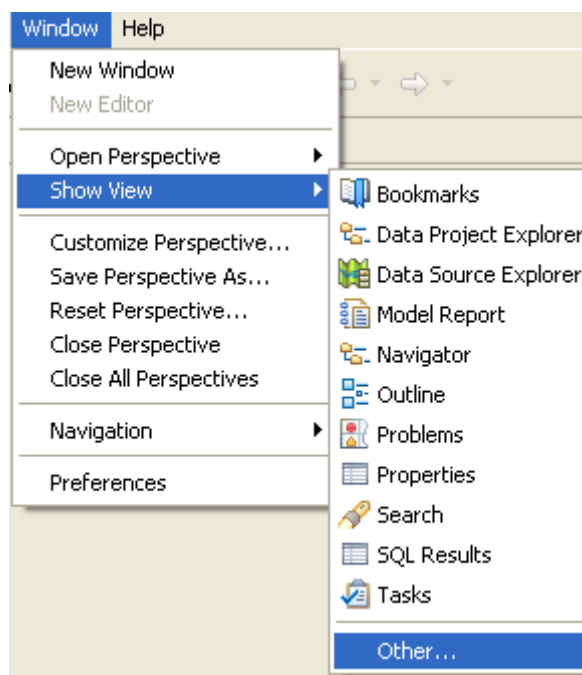 Window Help
New Window
New Editor
Open Perspective
Show View
Customize Perspective...
Save Perspective As...
Reset Perspective...
Close Perspective
Close All Perspectives
Navigation
Preferences
Bookmarks
Data Project Explorer
Data Source Explorer
Model Report
Navigator
Outline
Problems
Properties
Search
SQL Results
Tasks
Other...